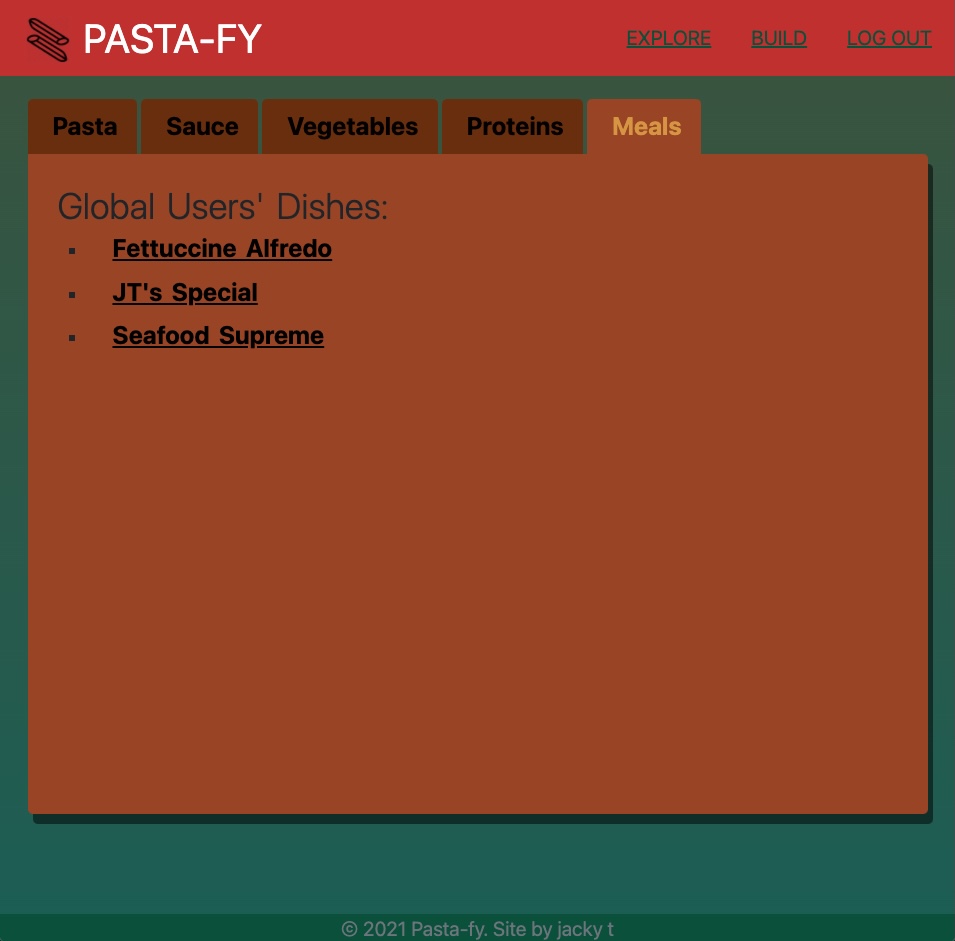 PASTA-FY
EXPLORE BUILD LOG OUT
Pasta Sauce Vegetables Proteins Meals
Global Users' Dishes:
Fettuccine Alfredo
JT's Special
Seafood Supreme
© 2021 Pasta-fy. Site by jacky t